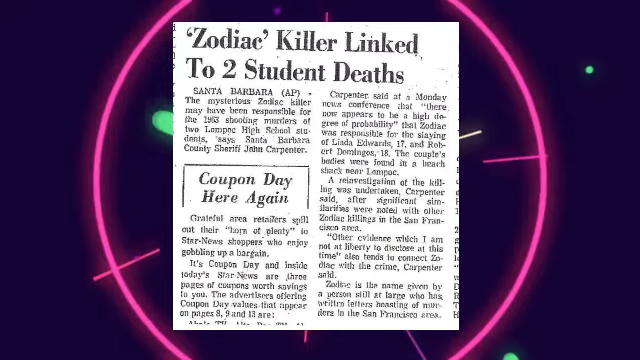 'Zodiac' Killer Linked
To 2 Student Deaths
SANTA BARBARA (AP) -
The mysterious Zodiac killer
may have been responsible for
the 1963 shooting murders of
two Lompoc High School stu-
dents, says Santa Barbara
County Sheriff John Carpenter.
Coupon Day
Here Again
Grateful area retailers spill
out their "horn of plenty" to
Star-News shoppers who enjoy
gobbling up a bargain.
It's Coupon Day and inside
today's Star-News are three
pages of coupons worth savings
to you. The advertisers offering
Coupon Day values that appear
on pages 8, 9 and 13 are:
Carpenter said at a Monday
news conference that "there
now appears to be a high de-
gree of probability" that Zodiac
was responsible for the slaying
of Linda Edwards, 17, and Rob-
ert Domingos, 18. The couple's
bodies were found in a beach
shack near Lompoc.
A reinvestigation of the kill-
ing was undertaken, Carpenter
said, after significant sim-
ilarities were noted with other
Zodiac killings in the San Fran-
cisco area.
"Other evidence which I am
not at liberty to disclose at this
time" also tends to connect Zo-
diac with the crime, Carpenter
said.
Zodiac is the name given by
a person still at large who has
written letters boasting of mur-
ders in the San Francisco area.